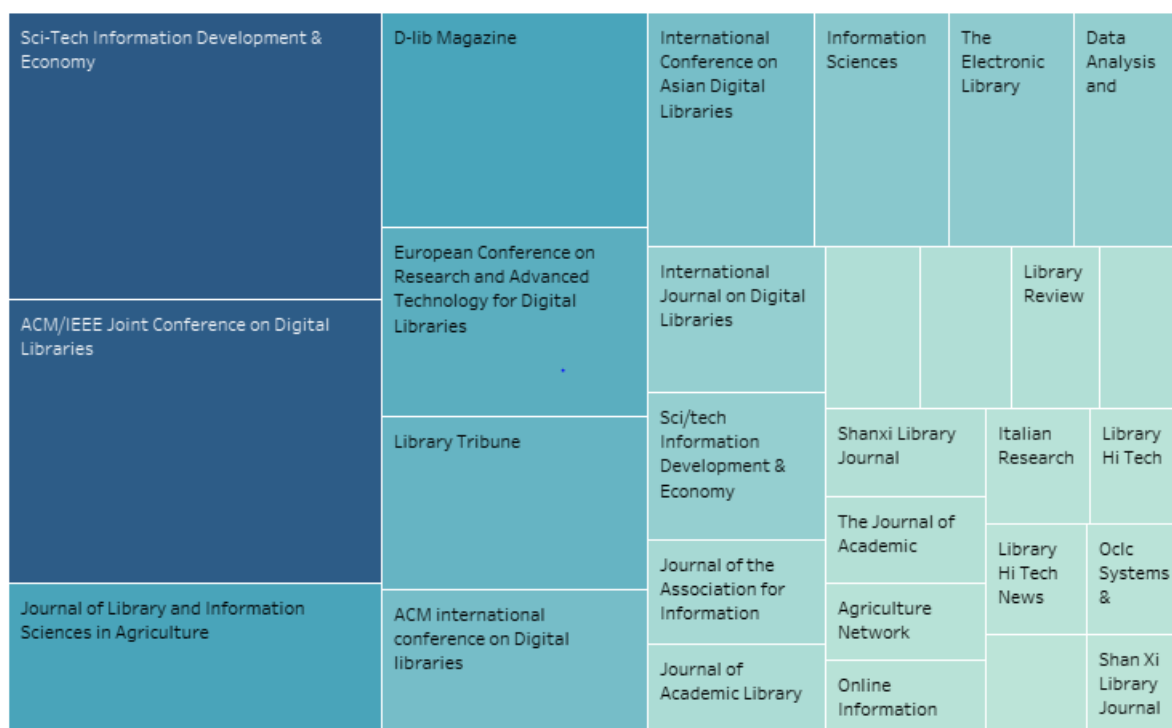 Sci-Tech Information Development &
Economy
ACM/IEEE Joint Conference on Digital
Libraries
Journal of Library and Information
Sciences in Agriculture
D-lib Magazine
European Conference on
Research and Advanced
Technology for Digital
Libraries
Library Tribune
ACM international
conference on Digital
libraries
International
Conference on
Asian Digital
Libraries
Information
Sciences
The
Electronic
Library
Data
Analysis
and
International
Journal on Digital
Libraries
Library
Review
Sci/tech
Information
Development &
Economy
Journal of the
Association for
Information
Journal of
Academic Library
Shanxi Library
Journal
The Journal of
Academic
Agriculture
Network
Online
Information
Italian
Research
Library
Hi Tech
Library
Hi Tech
News
Oclc
Systems
&
Shan Xi
Library
Journal